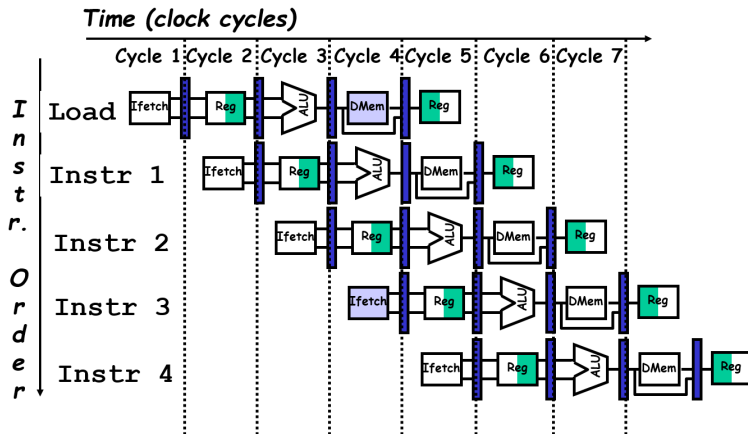 Time (clock cycles)
Cycle 1 Cycle 2 Cycle 3 Cycle 4 Cycle 5 Cycle 6 Cycle 7
Instr. Order
Load Ifetch Reg ALU DMem Reg
Instr 1 Ifetch Reg ALU DMem Reg
Instr 2 Ifetch Reg ALU DMem Reg
Instr 3 Ifetch Reg ALU DMem Reg
Instr 4 Ifetch Reg ALU DMem Reg